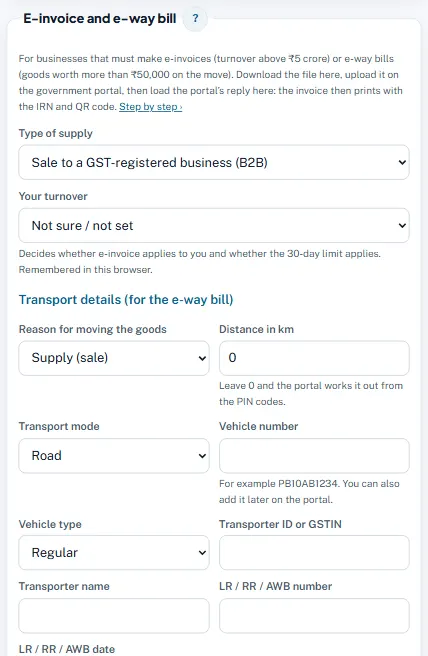 E-invoice and e-way bill ?
For businesses that must make e-invoices (turnover above ₹5 crore) or e-way bills
(goods worth more than ₹50,000 on the move). Download the file here, upload it on
the government portal, then load the portal's reply here: the invoice then prints with
the IRN and QR code. Step by step ›
Type of supply
Sale to a GST-registered business (B2B)
Your turnover
Not sure / not set
Decides whether e-invoice applies to you and whether the 30-day limit applies.
Remembered in this browser.
Transport details (for the e-way bill)
Reason for moving the goods Distance in km
Supply (sale) 0
Leave 0 and the portal works it out from
the PIN codes.
Transport mode Vehicle number
Road
For example PB10AB1234. You can also
add it later on the portal.
Vehicle type Transporter ID or GSTIN
Regular
Transporter name LR / RR / AWB number
LR / RR / AWB date